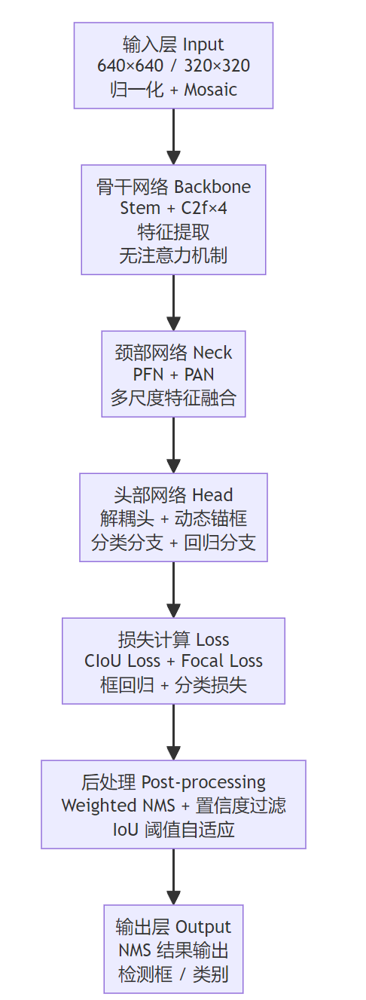 输入层 Input
640×640 / 320×320
归一化 + Mosaic
骨干网络 Backbone
Stem + C2f×4
特征提取
无注意力机制
颈部网络 Neck
PFN + PAN
多尺度特征融合
头部网络 Head
解耦头 + 动态锚框
分类分支 + 回归分支
损失计算 Loss
CIoU Loss + Focal Loss
框回归 + 分类损失
后处理 Post-processing
Weighted NMS + 置信度过滤
IoU 阈值自适应
输出层 Output
NMS 结果输出
检测框 / 类别